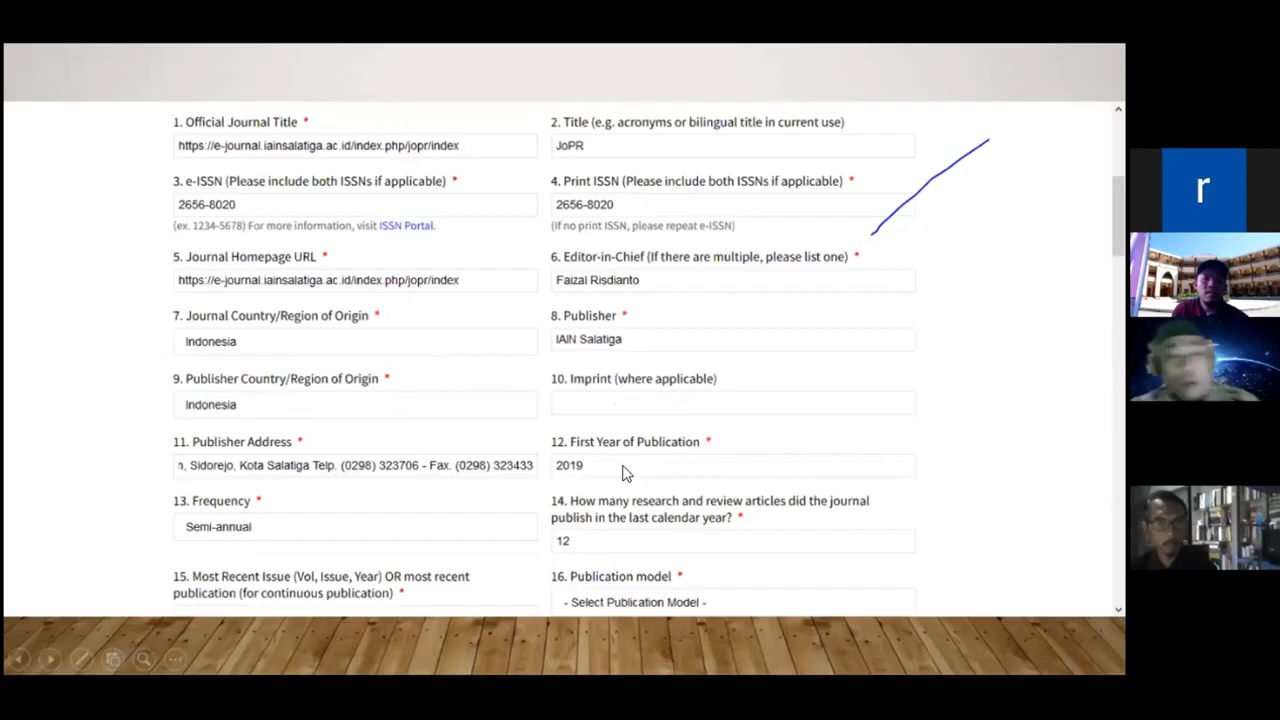 1. Official Journal Title *
https://e-journal.iainsalatiga.ac.id/index.php/jopr/index
2. Title (e.g. acronyms or bilingual title in current use)
JoPR
3. e-ISSN (Please include both ISSNs if applicable) *
2656-8020
(ex. 1234-5678) For more information, visit ISSN Portal.
4. Print ISSN (Please include both ISSNs if applicable) *
2656-8020
(If no print ISSN, please repeat e-ISSN)
5. Journal Homepage URL *
https://e-journal.iainsalatiga.ac.id/index.php/jopr/index
6. Editor-in-Chief (If there are multiple, please list one) *
Faizal Risdianto
7. Journal Country/Region of Origin *
Indonesia
8. Publisher *
IAIN Salatiga
9. Publisher Country/Region of Origin *
Indonesia
10. Imprint (where applicable)
11. Publisher Address *
n, Sidorejo, Kota Salatiga Telp. (0298) 323706 - Fax. (0298) 323433
12. First Year of Publication *
2019
13. Frequency *
Semi-annual
14. How many research and review articles did the journal
publish in the last calendar year? *
12
15. Most Recent Issue (Vol, Issue, Year) OR most recent
publication (for continuous publication) *
16. Publication model *
- Select Publication Model -
r